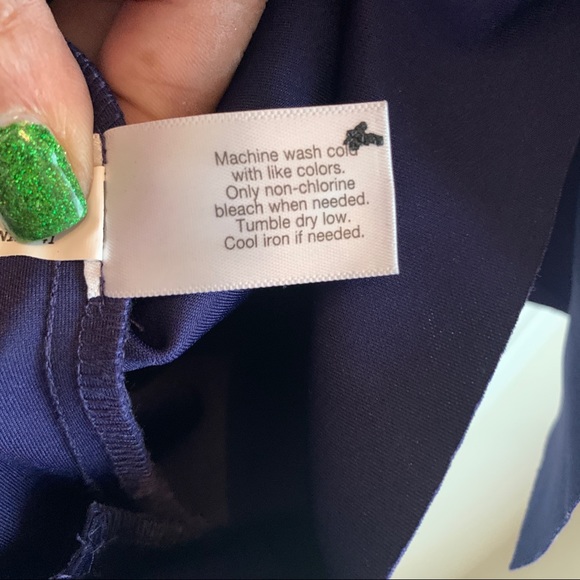 Machine wash cold
with like colors.
Only non-chlorine
bleach when needed.
Tumble dry low.
Cool iron if needed.